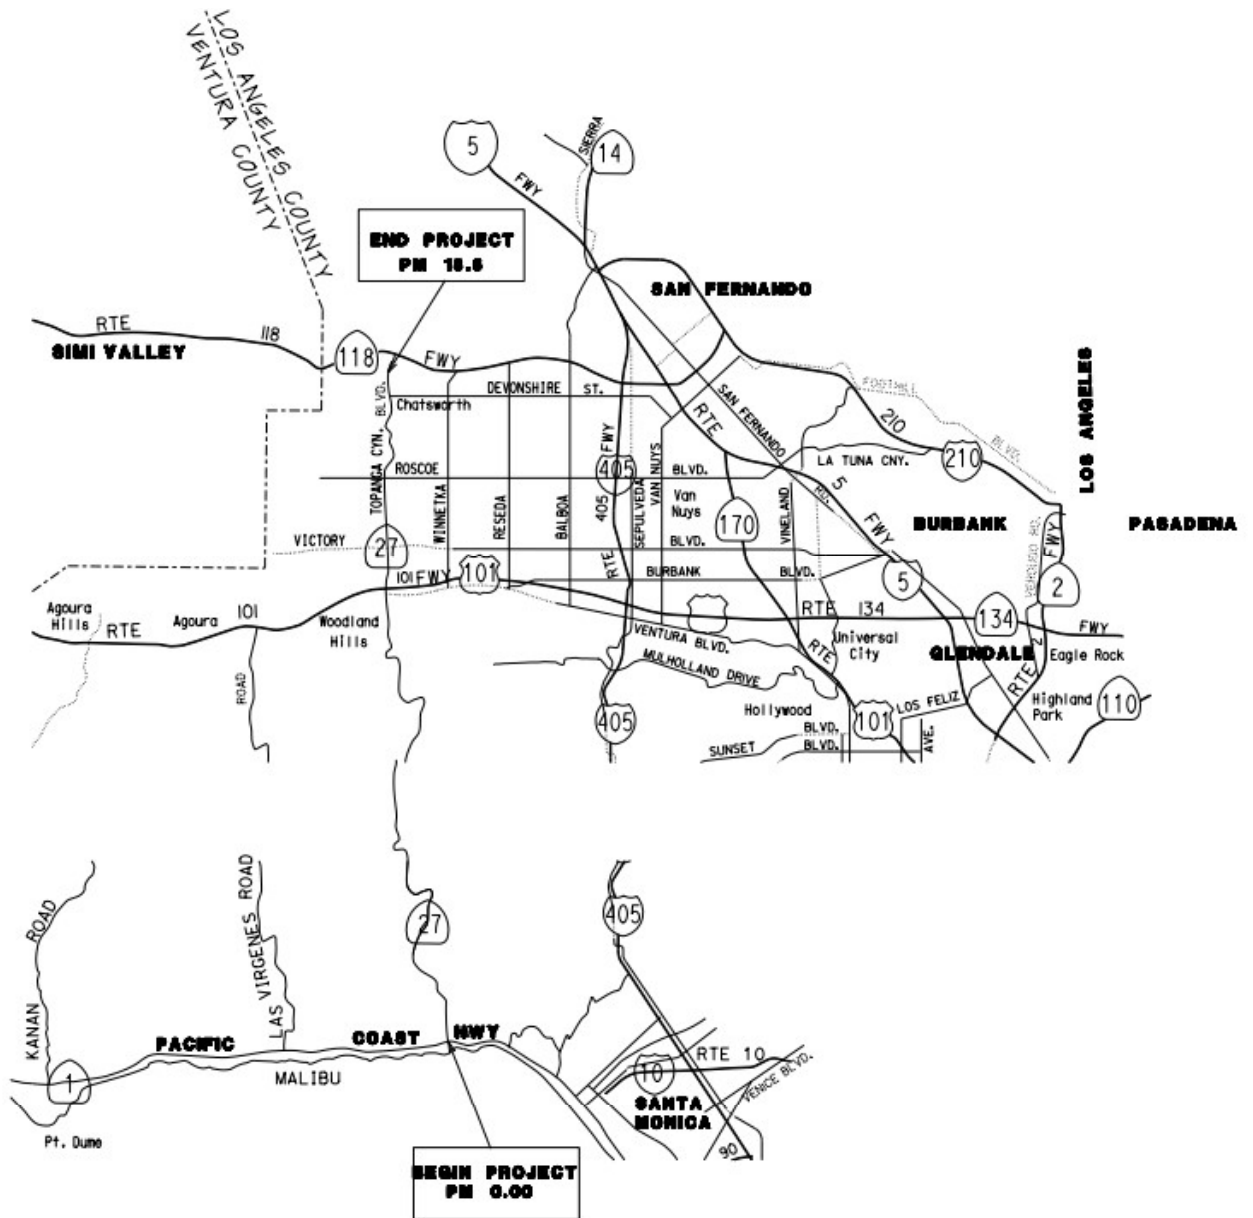 LOS ANGELES COUNTY
VENTURA COUNTY
5
FWY
SIERRA
14
END PROJECT
SAN FERNANDO
RTE
118
118
FWY
SIMI VALLEY
DEVONSHIRE ST.
Chatsworth
TOPANGA CYN. BLVD.
SAN FERNANDO
RD.
RTE
5
FWY
210
FOOTHILL
BLVD.
LOS ANGELES
ROSCOE
BLVD.
LA TUNA CNY.
210
FWY
405
405
RTE
WINNETKA
RESEDA
BALBOA
SEPULVEDA
VAN NUYS
Van
Nuys
170
VINELAND
BURBANK
PASADENA
VICTORY
BLVD.
27
101
FWY
101
BURBANK
BLVD.
5
VERDUGO RD.
FWY
2
Agoura
Hills
RTE
Agoura
101
Woodland
Hills
RTE 134
134
FWY
VENTURA BLVD.
RTE
Universal
City
GLENDALE
RTE 2
Eagle Rock
MULHOLLAND DRIVE
ROAD
405
Hollywood
101
LOS FELIZ
Highland
Park
110
BLVD.
SUNSET
BLVD.
AVE.
KANAN
ROAD
LAS VIRGENES ROAD
27
405
PACIFIC COAST HWY
1
MALIBU
RTE 10
10
VENICE BLVD.
SANTA
MONICA
90
Pt. Dume
BEGIN PROJECT
PM 0.00